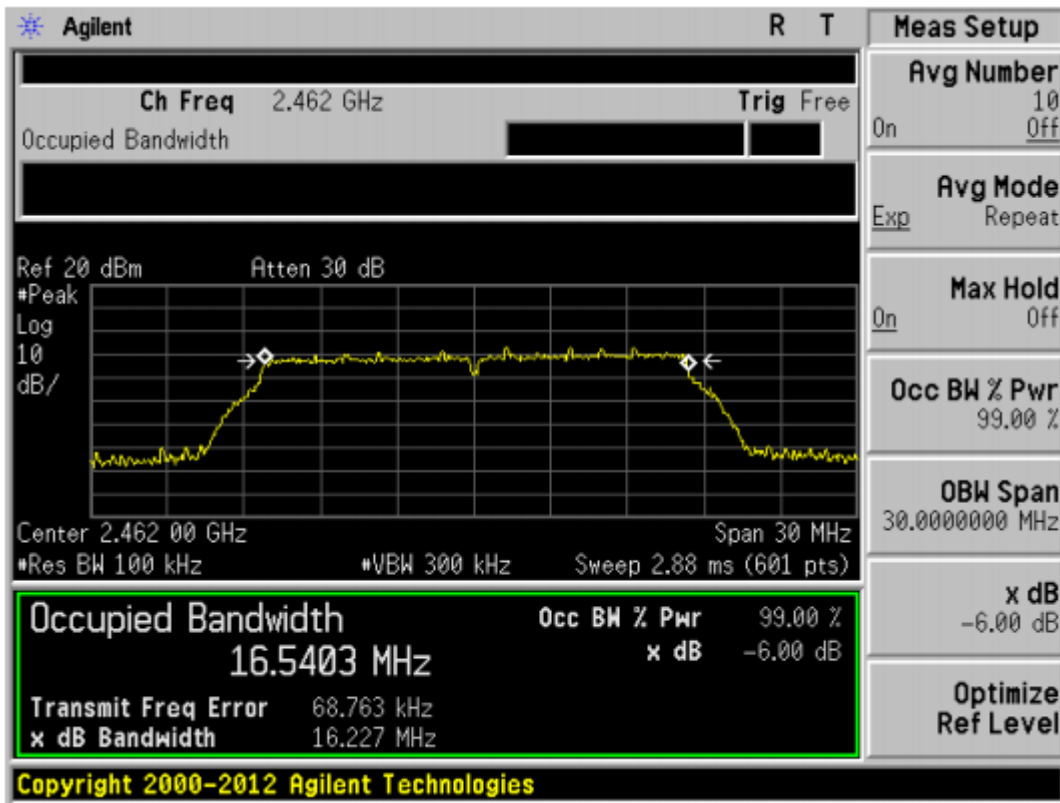 Agilent R T
Ch Freq 2.462 GHz Trig Free
Occupied Bandwidth
Ref 20 dBm Atten 30 dB
#Peak
Log
10
dB/
Center 2.462 00 GHz Span 30 MHz
#Res BW 100 kHz #VBW 300 kHz Sweep 2.88 ms (601 pts)
Occupied Bandwidth Occ BW % Pwr 99.00 %
16.5403 MHz x dB -6.00 dB
Transmit Freq Error 68.763 kHz
x dB Bandwidth 16.227 MHz
Copyright 2000-2012 Agilent Technologies
Meas Setup
Avg Number
10
On Off
Avg Mode
Exp Repeat
Max Hold
On Off
Occ BW % Pwr
99.00 %
OBW Span
30.0000000 MHz
x dB
-6.00 dB
Optimize
Ref Level